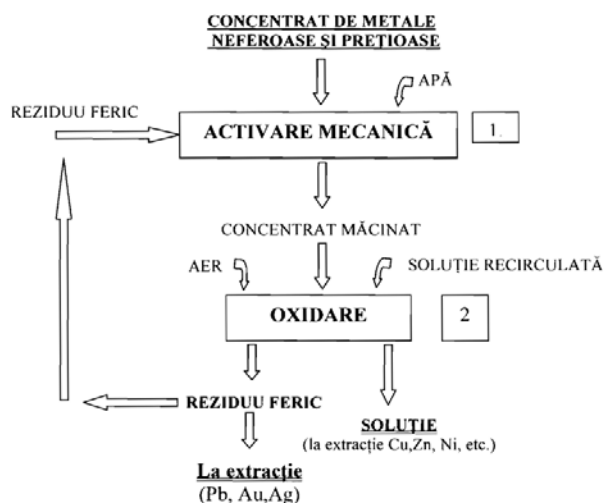 CONCENTRAT DE METALE
NEFEROASE ȘI PREȚIOASE
APĂ
REZIDUU FERIC
ACTIVARE MECANICĂ
1.
CONCENTRAT MĂCINAT
AER
SOLUȚIE RECIRCULATĂ
OXIDARE
2
REZIDUU FERIC
SOLUȚIE
(la extracție Cu,Zn, Ni, etc.)
La extracție
(Pb, Au,Ag)